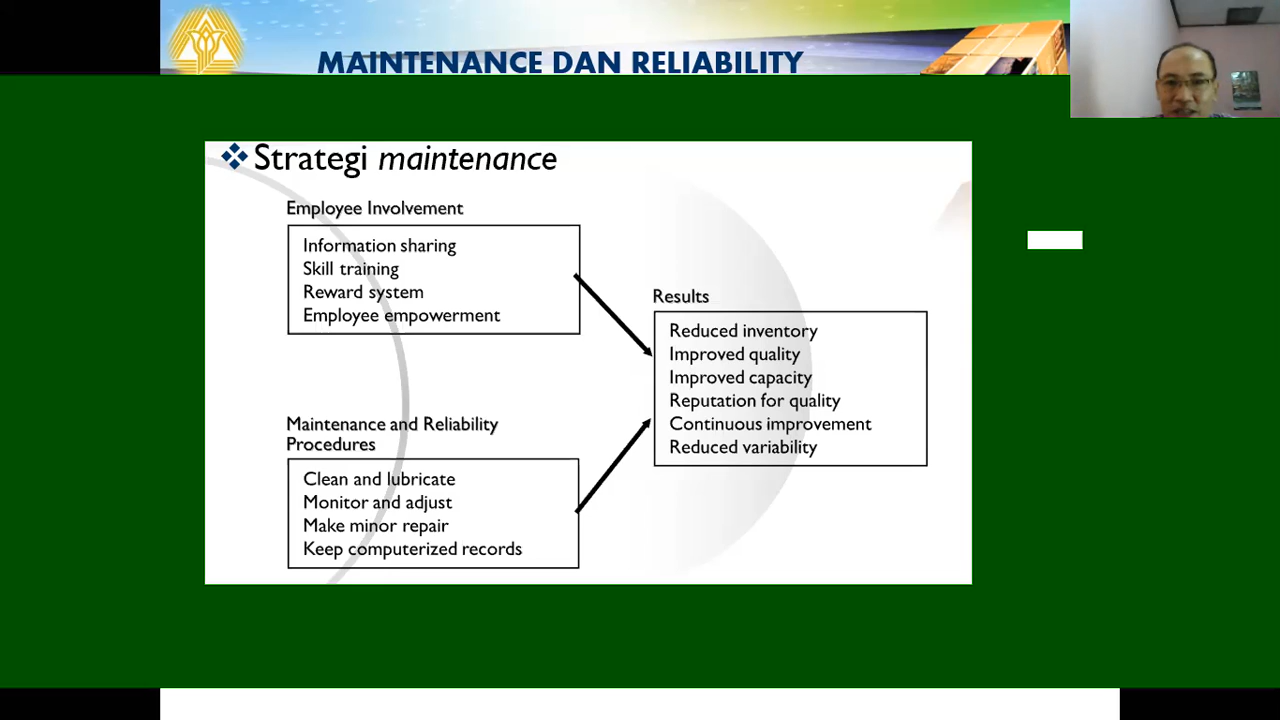 MAINTENANCE DAN RELIABILITY
Strategi maintenance
Employee Involvement
Information sharing
Skill training
Reward system
Employee empowerment
Results
Reduced inventory
Improved quality
Improved capacity
Reputation for quality
Continuous improvement
Reduced variability
Maintenance and Reliability
Procedures
Clean and lubricate
Monitor and adjust
Make minor repair
Keep computerized records